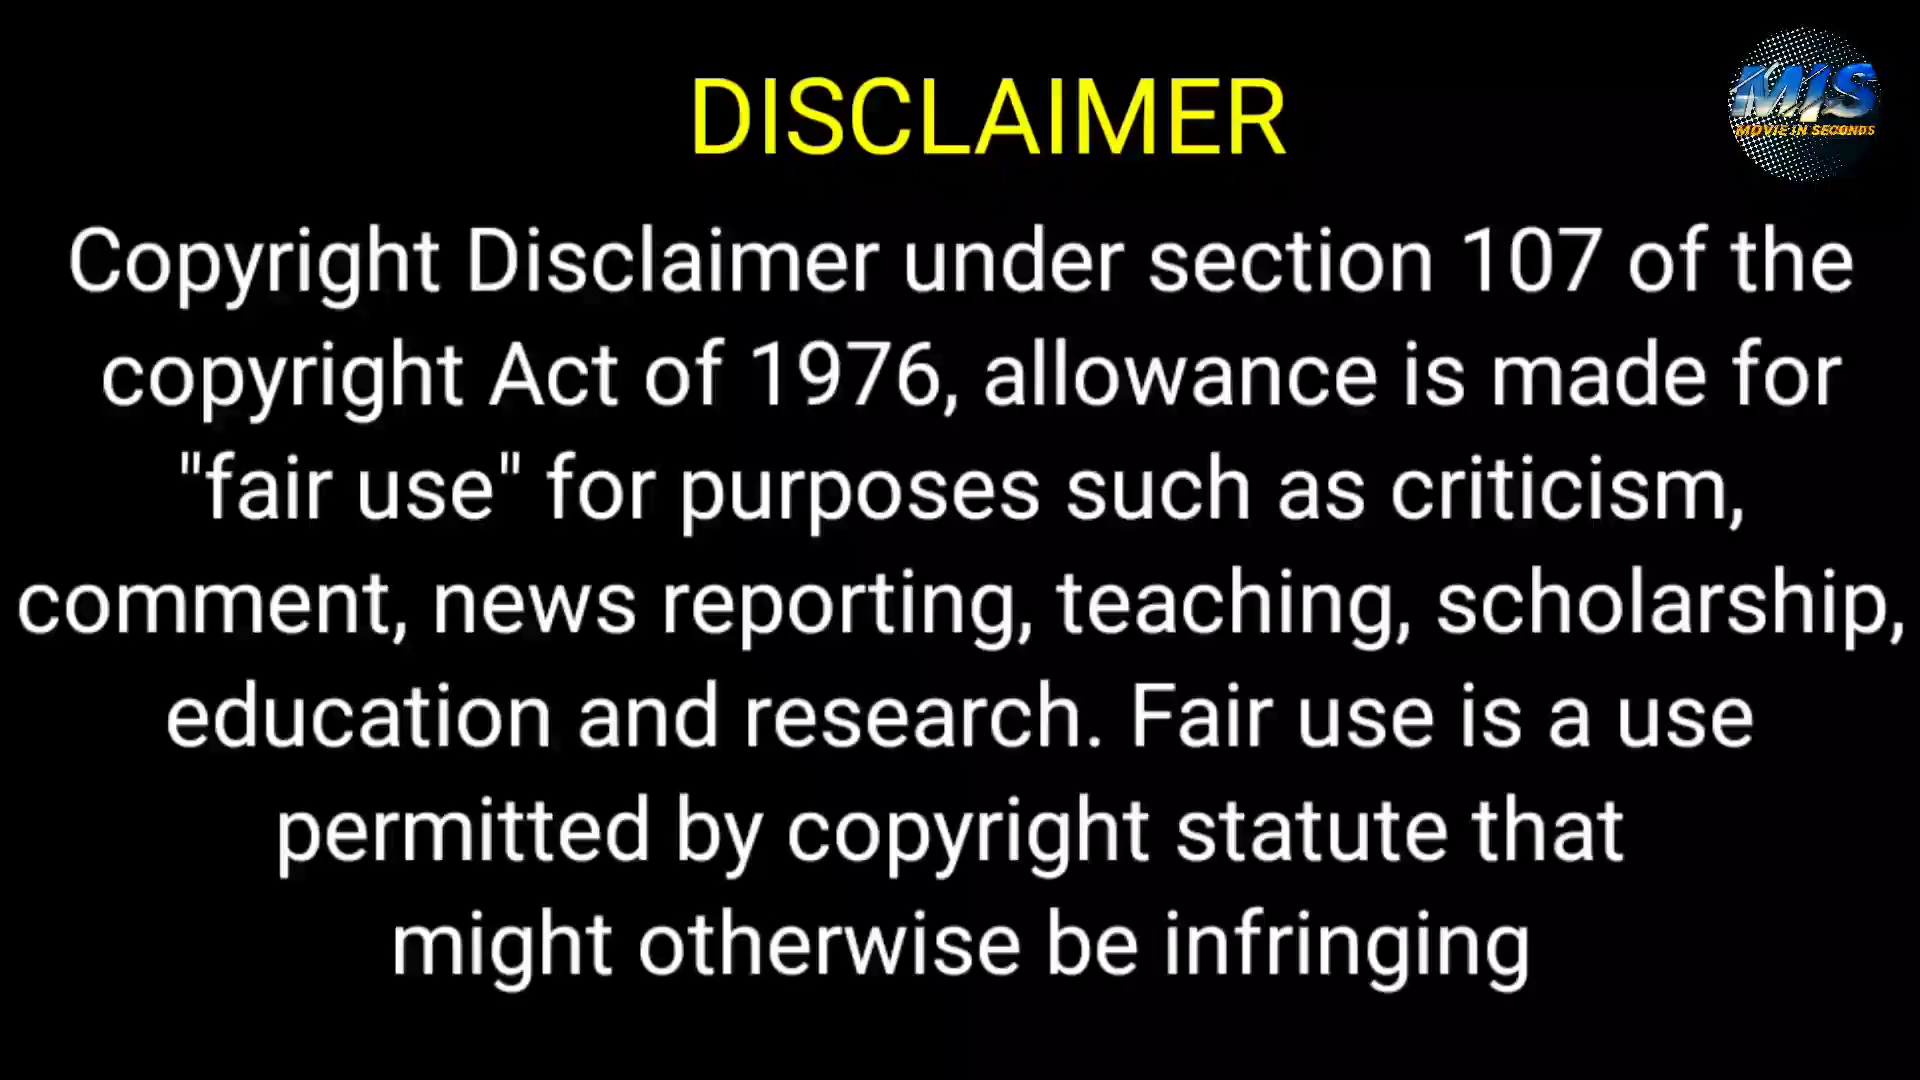 DISCLAIMER
MIS
MOVIE IN SECONDS
Copyright Disclaimer under section 107 of the
copyright Act of 1976, allowance is made for
"fair use" for purposes such as criticism,
comment, news reporting, teaching, scholarship,
education and research. Fair use is a use
permitted by copyright statute that
might otherwise be infringing